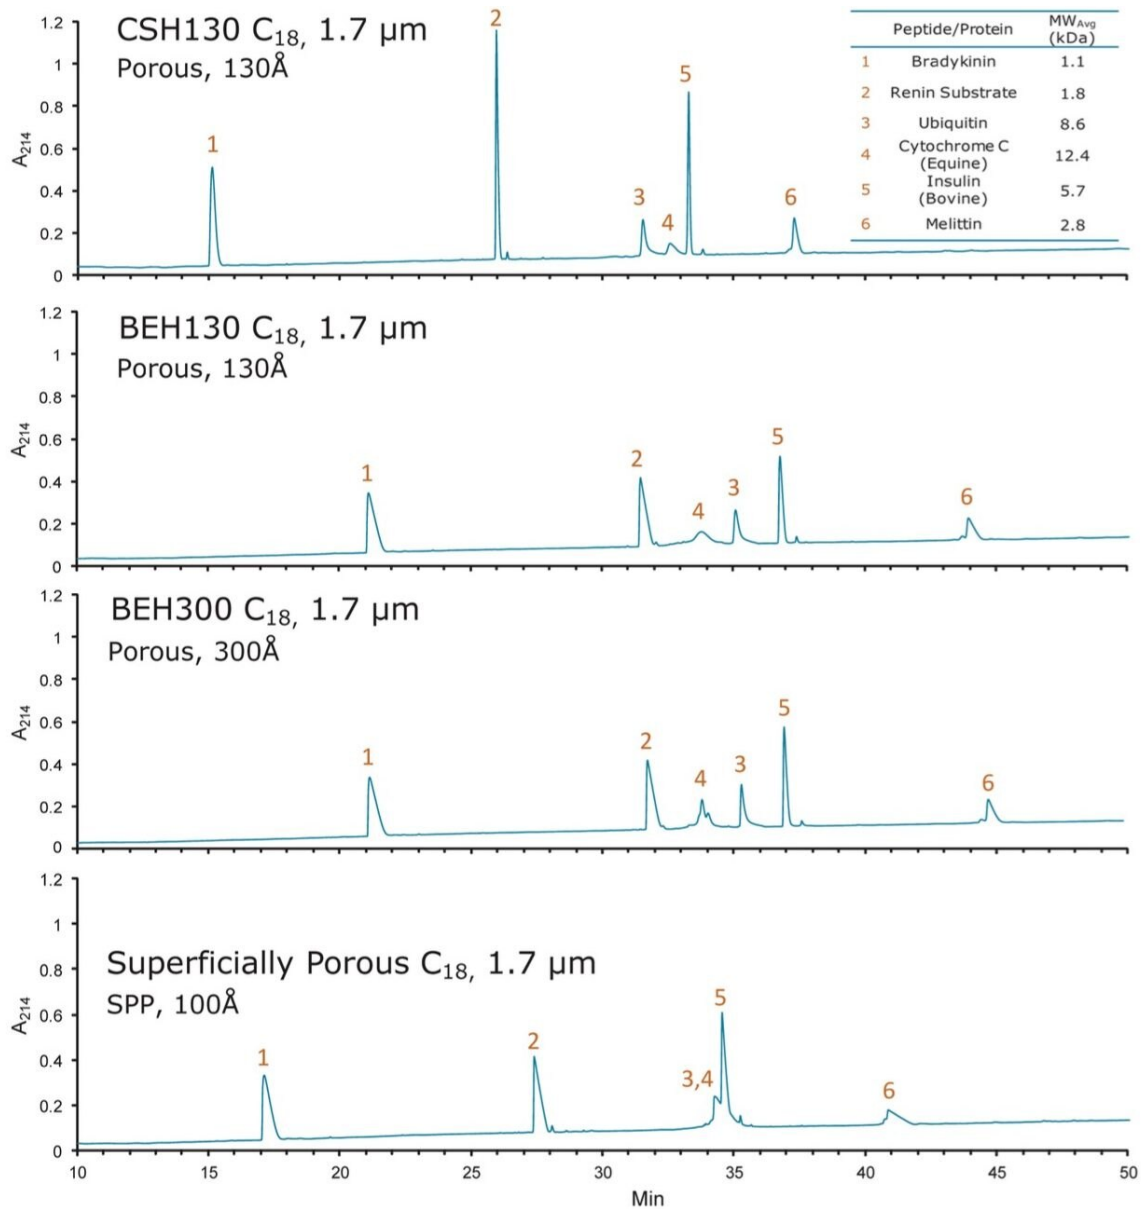 CSH130 C18, 1.7 µm
Porous, 130Å
Peptide/Protein MWAvg (kDa)
1 Bradykinin 1.1
2 Renin Substrate 1.8
3 Ubiquitin 8.6
4 Cytochrome C (Equine) 12.4
5 Insulin (Bovine) 5.7
6 Melittin 2.8
A214
1.2
1
0.8
0.6
0.4
0.2
0
1
2
3
4
5
6
BEH130 C18, 1.7 µm
Porous, 130Å
A214
1.2
1
0.8
0.6
0.4
0.2
0
1
2
4
3
5
6
BEH300 C18, 1.7 µm
Porous, 300Å
A214
1.2
1
0.8
0.6
0.4
0.2
0
1
2
4
3
5
6
Superficially Porous C18, 1.7 µm
SPP, 100Å
A214
1.2
1
0.8
0.6
0.4
0.2
0
1
2
3,4
5
6
10 15 20 25 30 35 40 45 50
Min